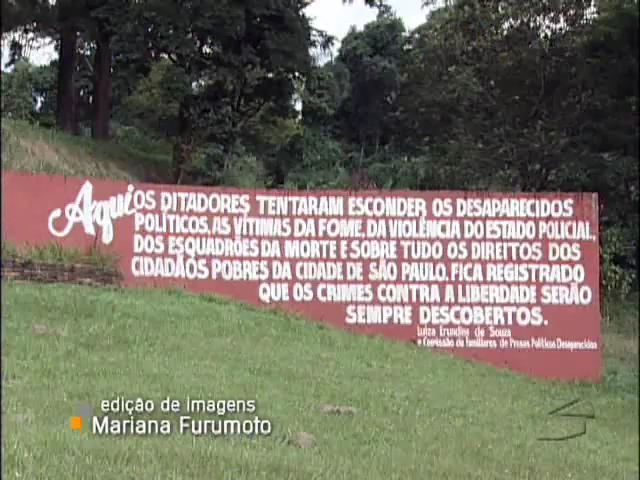 Aqui OS DITADORES TENTARAM ESCONDER OS DESAPARECIDOS
POLÍTICOS, AS VÍTIMAS DA FOME, DA VIOLÊNCIA DO ESTADO POLICIAL,
DOS ESQUADRÕES DA MORTE E SOBRE TUDO OS DIREITOS DOS
CIDADÃOS POBRES DA CIDADE DE SÃO PAULO. FICA REGISTRADO
QUE OS CRIMES CONTRA A LIBERDADE SERÃO
SEMPRE DESCOBERTOS.
Luiza Erundina de Souza
e Comissão de Familiares de Presos Políticos Desaparecidos
edição de imagens
Mariana Furumoto